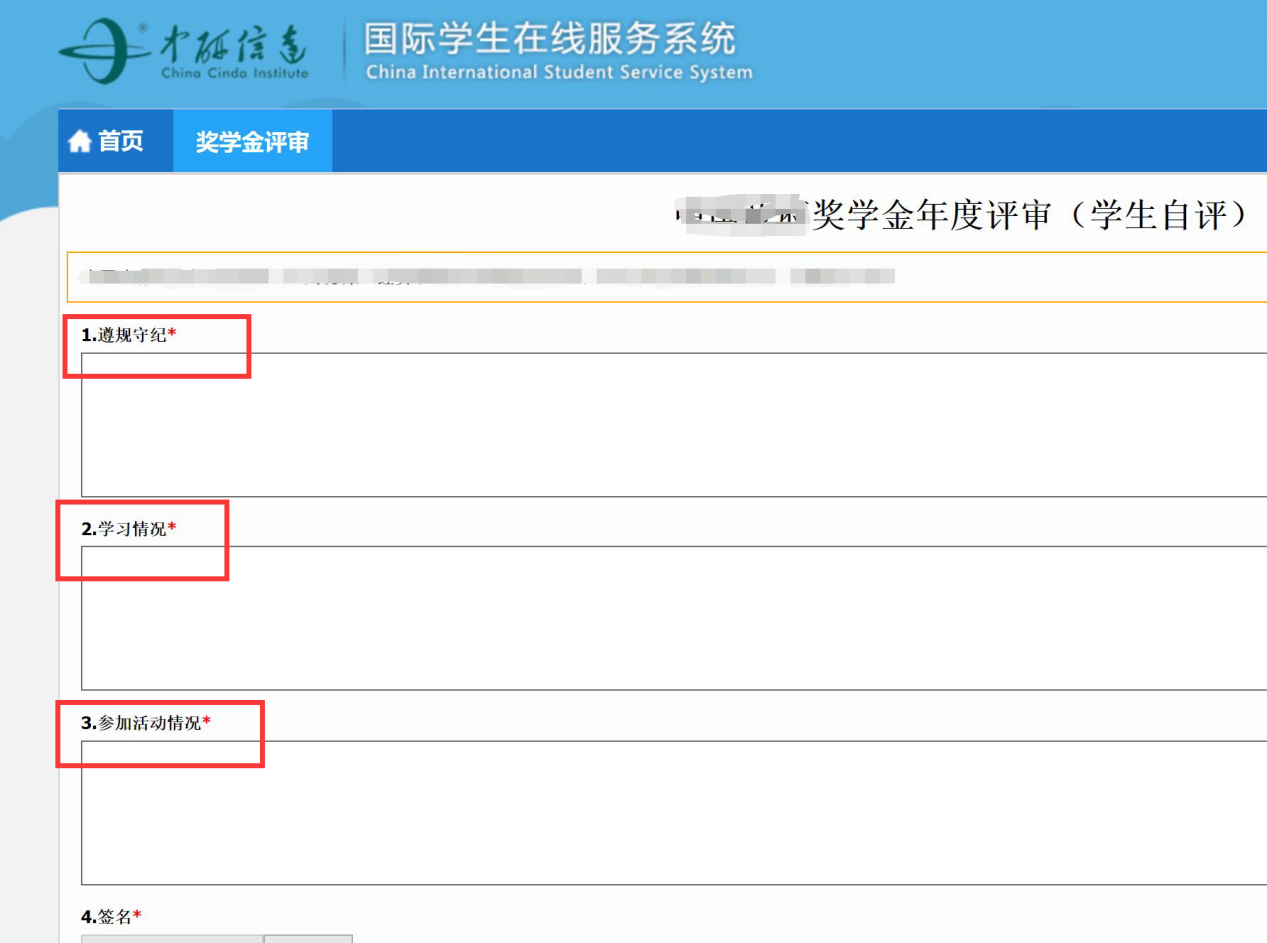 中研信达®
China Cinda Institute
国际学生在线服务系统
China International Student Service System
首页
奖学金评审
奖学金年度评审（学生自评）
1.遵规守纪*
2.学习情况*
3.参加活动情况*
4.签名*